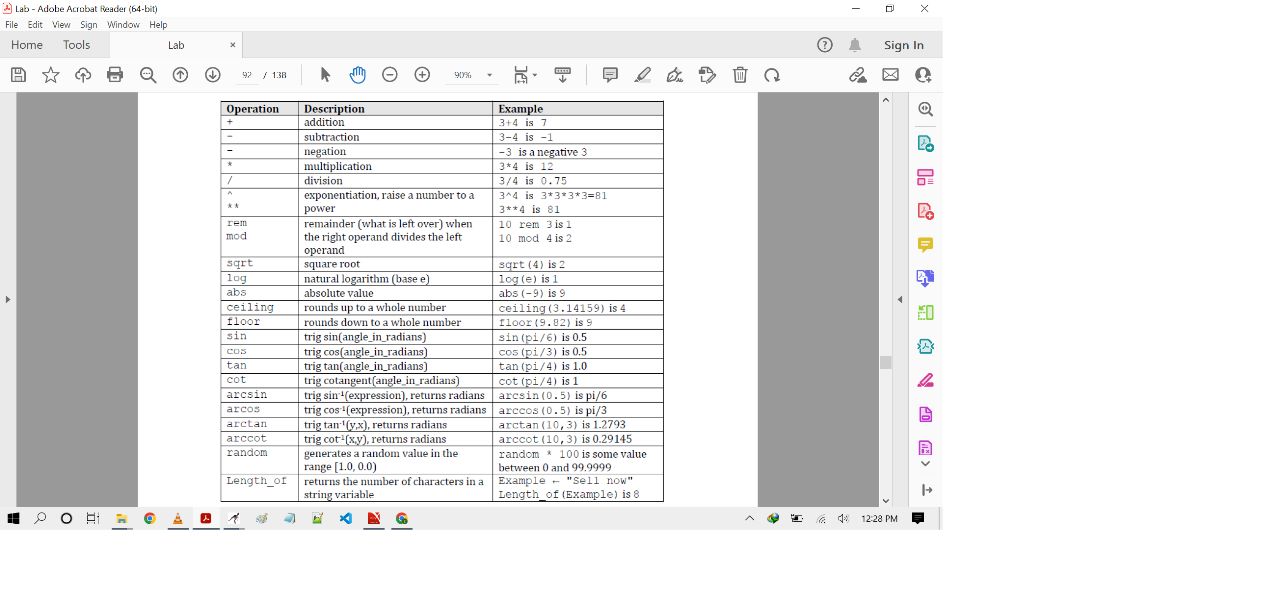 Lab - Adobe Acrobat Reader (64-bit)
File Edit View Sign Window Help
Home Tools Lab × Sign In
92 / 138 90%
Operation Description Example
+ addition 3+4 is 7
- subtraction 3-4 is -1
- negation -3 is a negative 3
* multiplication 3*4 is 12
/ division 3/4 is 0.75
^ exponentiation, raise a number to a 3^4 is 3*3*3*3=81
** power 3**4 is 81
rem remainder (what is left over) when 10 rem 3 is 1
mod the right operand divides the left 10 mod 4 is 2
operand
sqrt square root sqrt(4) is 2
log natural logarithm (base e) log(e) is 1
abs absolute value abs(-9) is 9
ceiling rounds up to a whole number ceiling(3.14159) is 4
floor rounds down to a whole number floor(9.82) is 9
sin trig sin(angle_in_radians) sin(pi/6) is 0.5
cos trig cos(angle_in_radians) cos(pi/3) is 0.5
tan trig tan(angle_in_radians) tan(pi/4) is 1.0
cot trig cotangent(angle_in_radians) cot(pi/4) is 1
arcsin trig sin⁻¹(expression), returns radians arcsin(0.5) is pi/6
arcos trig cos⁻¹(expression), returns radians arccos(0.5) is pi/3
arctan trig tan⁻¹(y,x), returns radians arctan(10,3) is 1.2793
arccot trig cot⁻¹(x,y), returns radians arccot(10,3) is 0.29145
random generates a random value in the random * 100 is some value
range [1.0, 0.0) between 0 and 99.9999
Length_of returns the number of characters in a Example ← "Sell now"
string variable Length_of(Example) is 8
12:28 PM